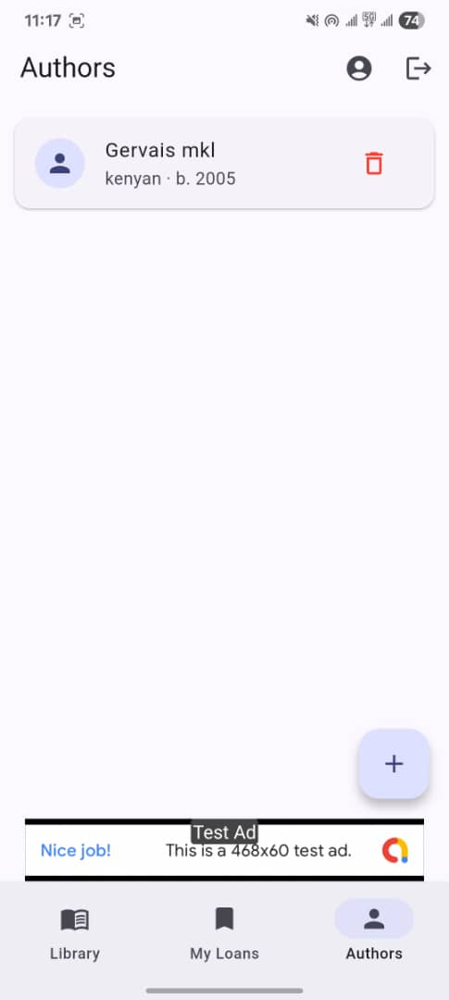 11:17
5G
74
Authors
Gervais mkl
kenyan · b. 2005
Test Ad
Nice job! This is a 468x60 test ad.
Library My Loans Authors